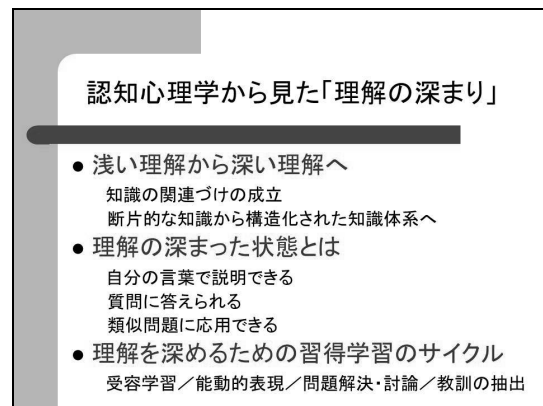 認知心理学から見た「理解の深まり」
● 浅い理解から深い理解へ
知識の関連づけの成立
断片的な知識から構造化された知識体系へ
● 理解の深まった状態とは
自分の言葉で説明できる
質問に答えられる
類似問題に応用できる
● 理解を深めるための習得学習のサイクル
受容学習／能動的表現／問題解決・討論／教訓の抽出